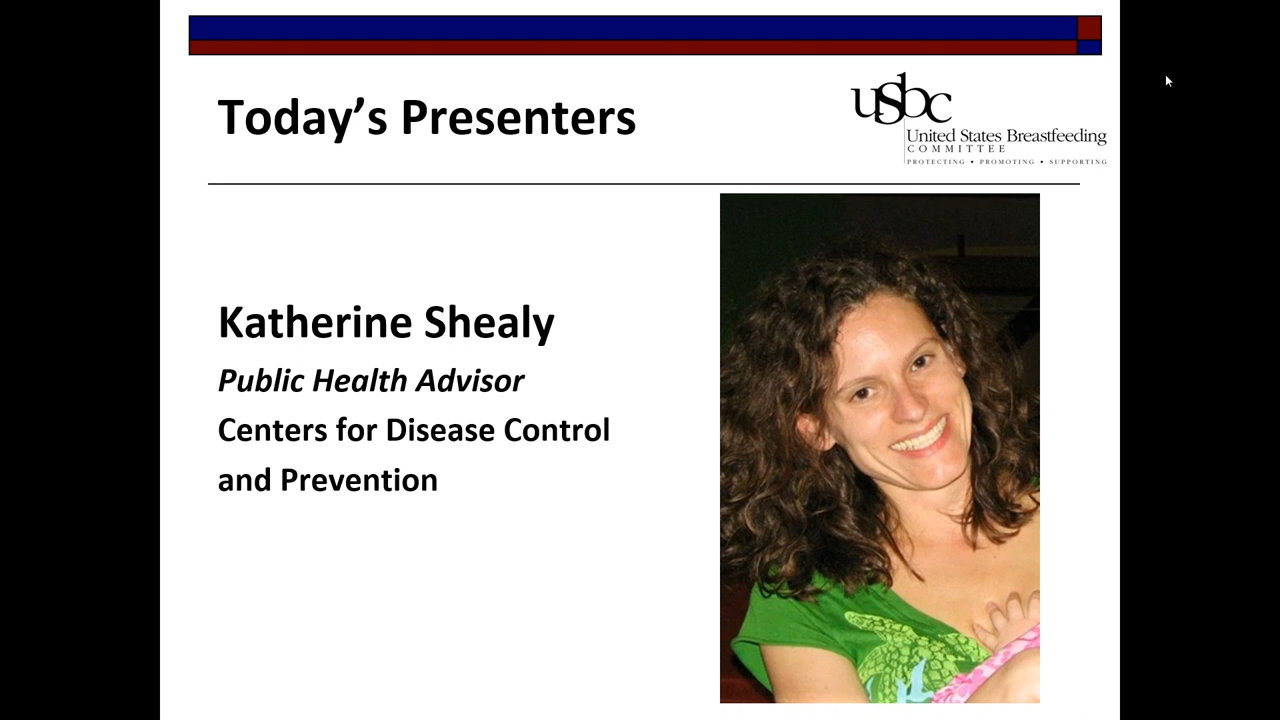 Today’s Presenters
usbc
United States Breastfeeding
COMMITTEE
PROTECTING • PROMOTING • SUPPORTING
Katherine Shealy
Public Health Advisor
Centers for Disease Control
and Prevention